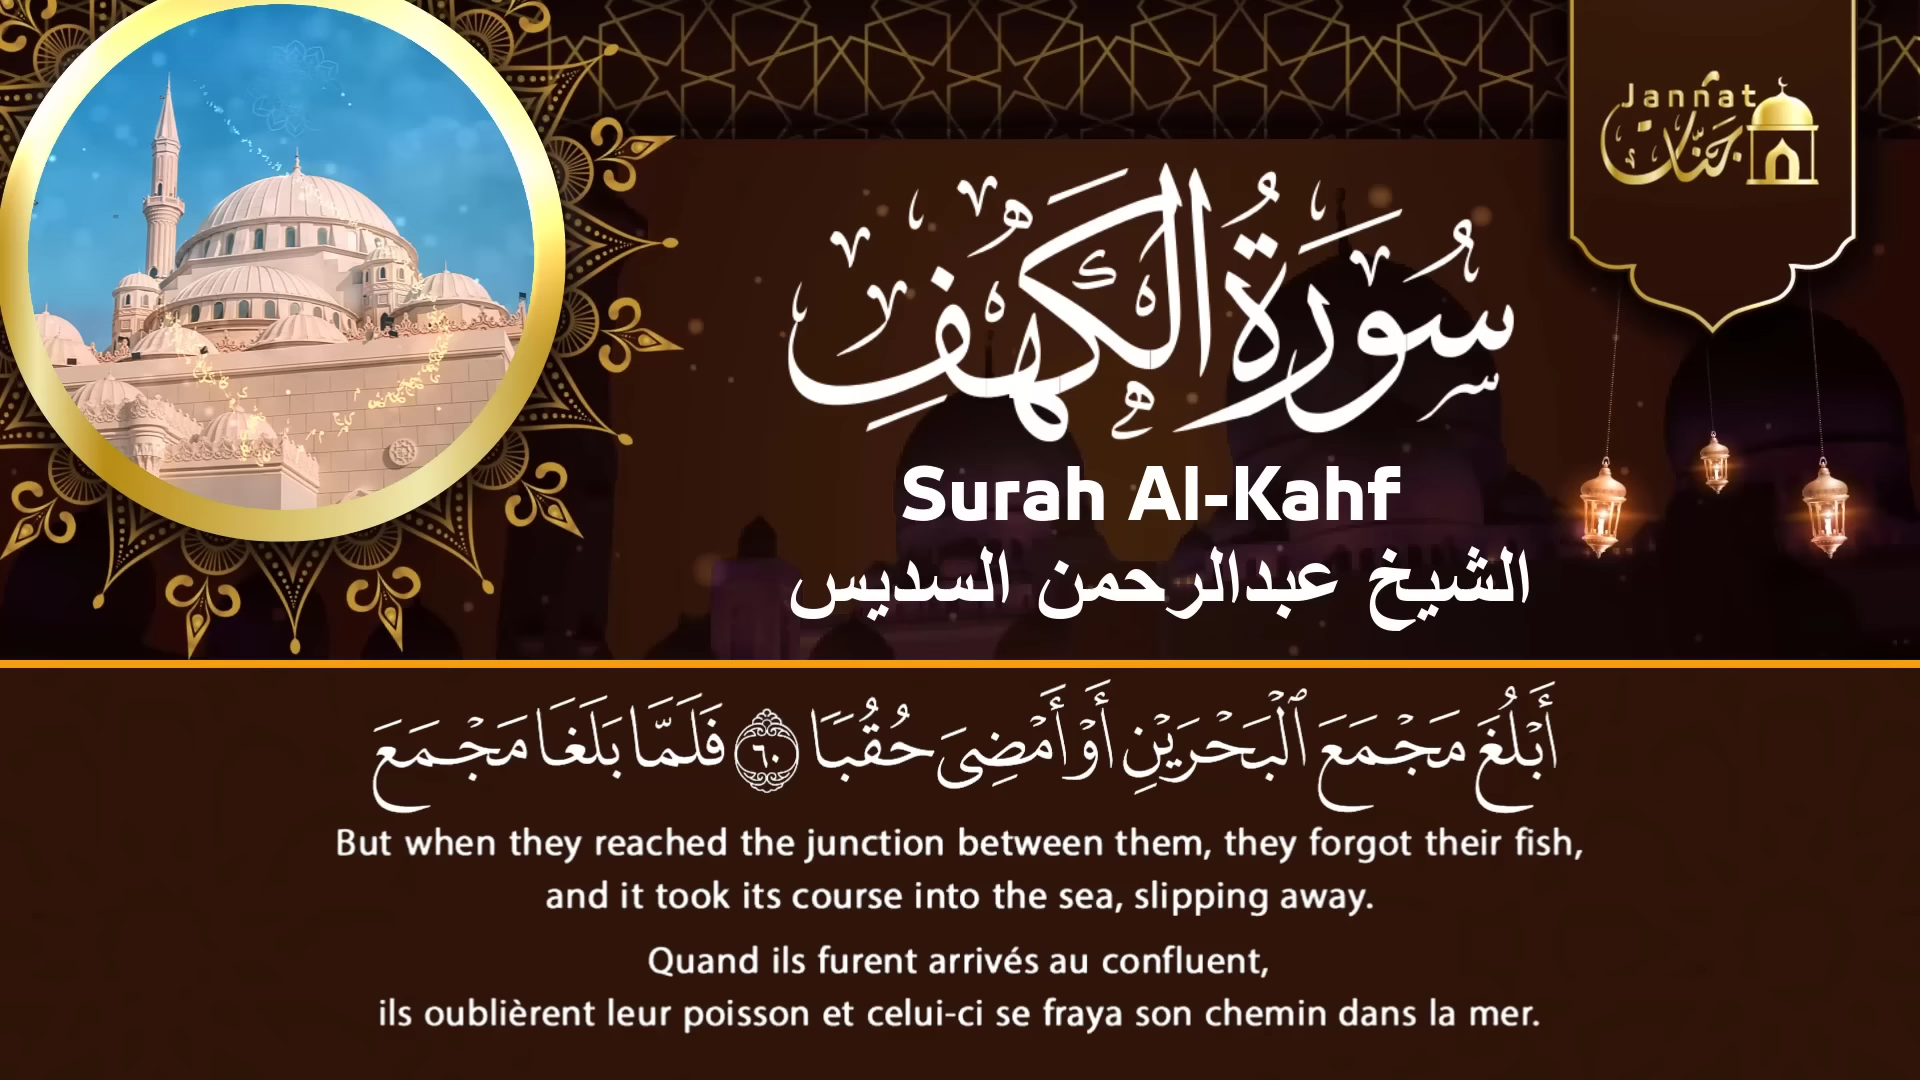 Jannat
جنات
سُورَةُ الْكَهْفِ
Surah Al-Kahf
الشيخ عبدالرحمن السديس
أَبْلُغَ مَجْمَعَ ٱلْبَحْرَيْنِ أَوْ أَمْضِىَ حُقُبًا ٦٠ فَلَمَّا بَلَغَا مَجْمَعَ
But when they reached the junction between them, they forgot their fish,
and it took its course into the sea, slipping away.
Quand ils furent arrivés au confluent,
ils oublièrent leur poisson et celui-ci se fraya son chemin dans la mer.